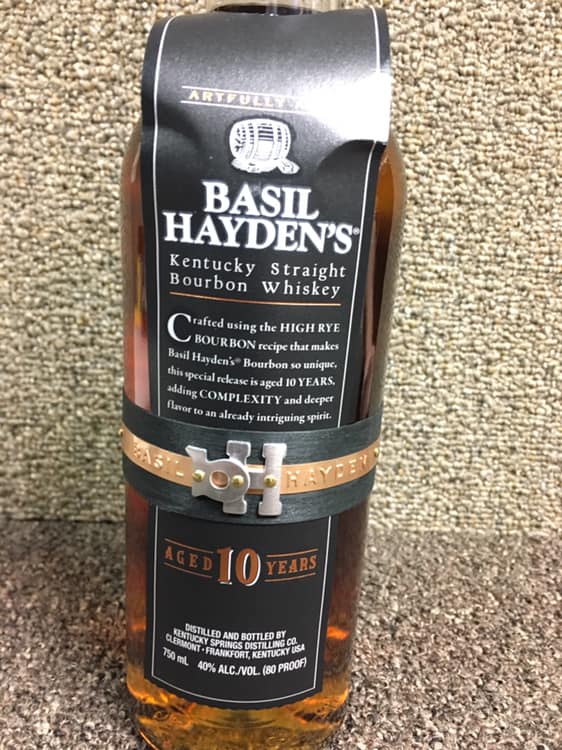 ARTFULLY
BASIL
HAYDEN'S®
Kentucky Straight
Bourbon Whiskey
Crafted using the HIGH RYE
BOURBON recipe that makes
Basil Hayden's® Bourbon so unique,
this special release is aged 10 YEARS,
adding COMPLEXITY and deeper
flavor to an already intriguing spirit.
BASIL BH HAYDEN
AGED 10 YEARS
DISTILLED AND BOTTLED BY
KENTUCKY SPRINGS DISTILLING CO.
CLERMONT • FRANKFORT, KENTUCKY USA
750 mL 40% ALC./VOL. (80 PROOF)